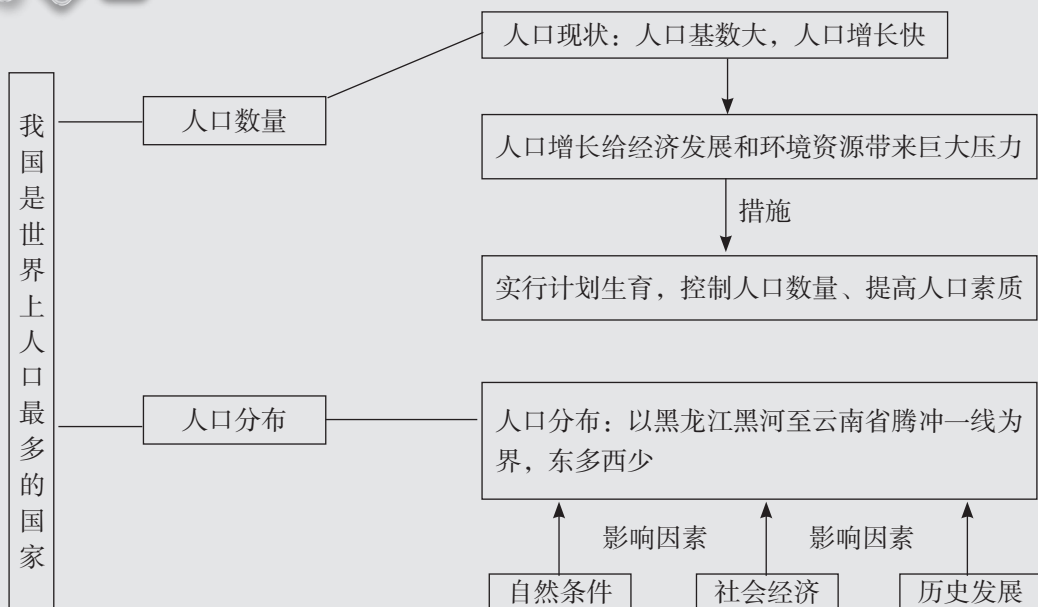 人口现状：人口基数大，人口增长快
我国是世界上人口最多的国家
人口数量
人口增长给经济发展和环境资源带来巨大压力
措施
实行计划生育，控制人口数量、提高人口素质
人口分布
人口分布：以黑龙江黑河至云南省腾冲一线为
界，东多西少
影响因素
影响因素
自然条件
社会经济
历史发展